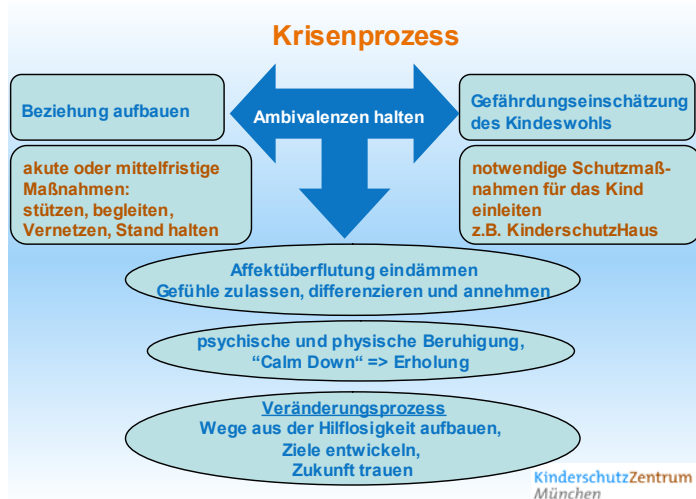 Krisenprozess
Beziehung aufbauen
Ambivalenzen halten
Gefährdungseinschätzung
des Kindeswohls
akute oder mittelfristige
Maßnahmen:
stützen, begleiten,
Vernetzen, Stand halten
notwendige Schutzmaß-
nahmen für das Kind
einleiten
z.B. KinderschutzHaus
Affektüberflutung eindämmen
Gefühle zulassen, differenzieren und annehmen
psychische und physische Beruhigung,
“Calm Down“ => Erholung
Veränderungsprozess
Wege aus der Hilflosigkeit aufbauen,
Ziele entwickeln,
Zukunft trauen
KinderschutzZentrum
München